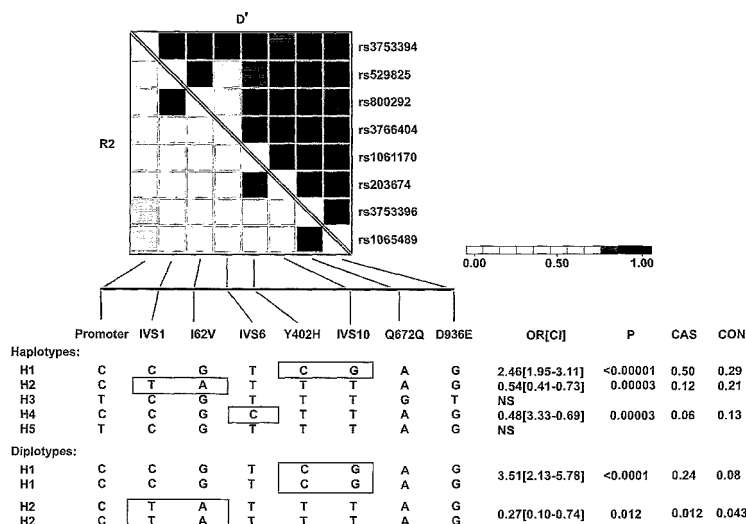 D'
rs3753394
rs529825
rs800292
rs3766404
R2
rs1061170
rs203674
rs3753396
rs1065489
0.00 0.50 1.00
Promoter IVS1 I62V IVS6 Y402H IVS10 Q672Q D936E OR[CI] P CAS CON
Haplotypes:
H1 C C G T C G A G 2.46[1.95-3.11] <0.00001 0.50 0.29
H2 C T A T T T A G 0.54[0.41-0.73] 0.00003 0.12 0.21
H3 T C G T T T G T NS
H4 C C G C T T A G 0.48[3.33-0.69] 0.00003 0.06 0.13
H5 T C G T T T A G NS
Diplotypes:
H1 C C G T C G A G
3.51[2.13-5.78] <0.0001 0.24 0.08
H1 C C G T C G A G
H2 C T A T T T A G
0.27[0.10-0.74] 0.012 0.012 0.043
H2 C T A T T T A G